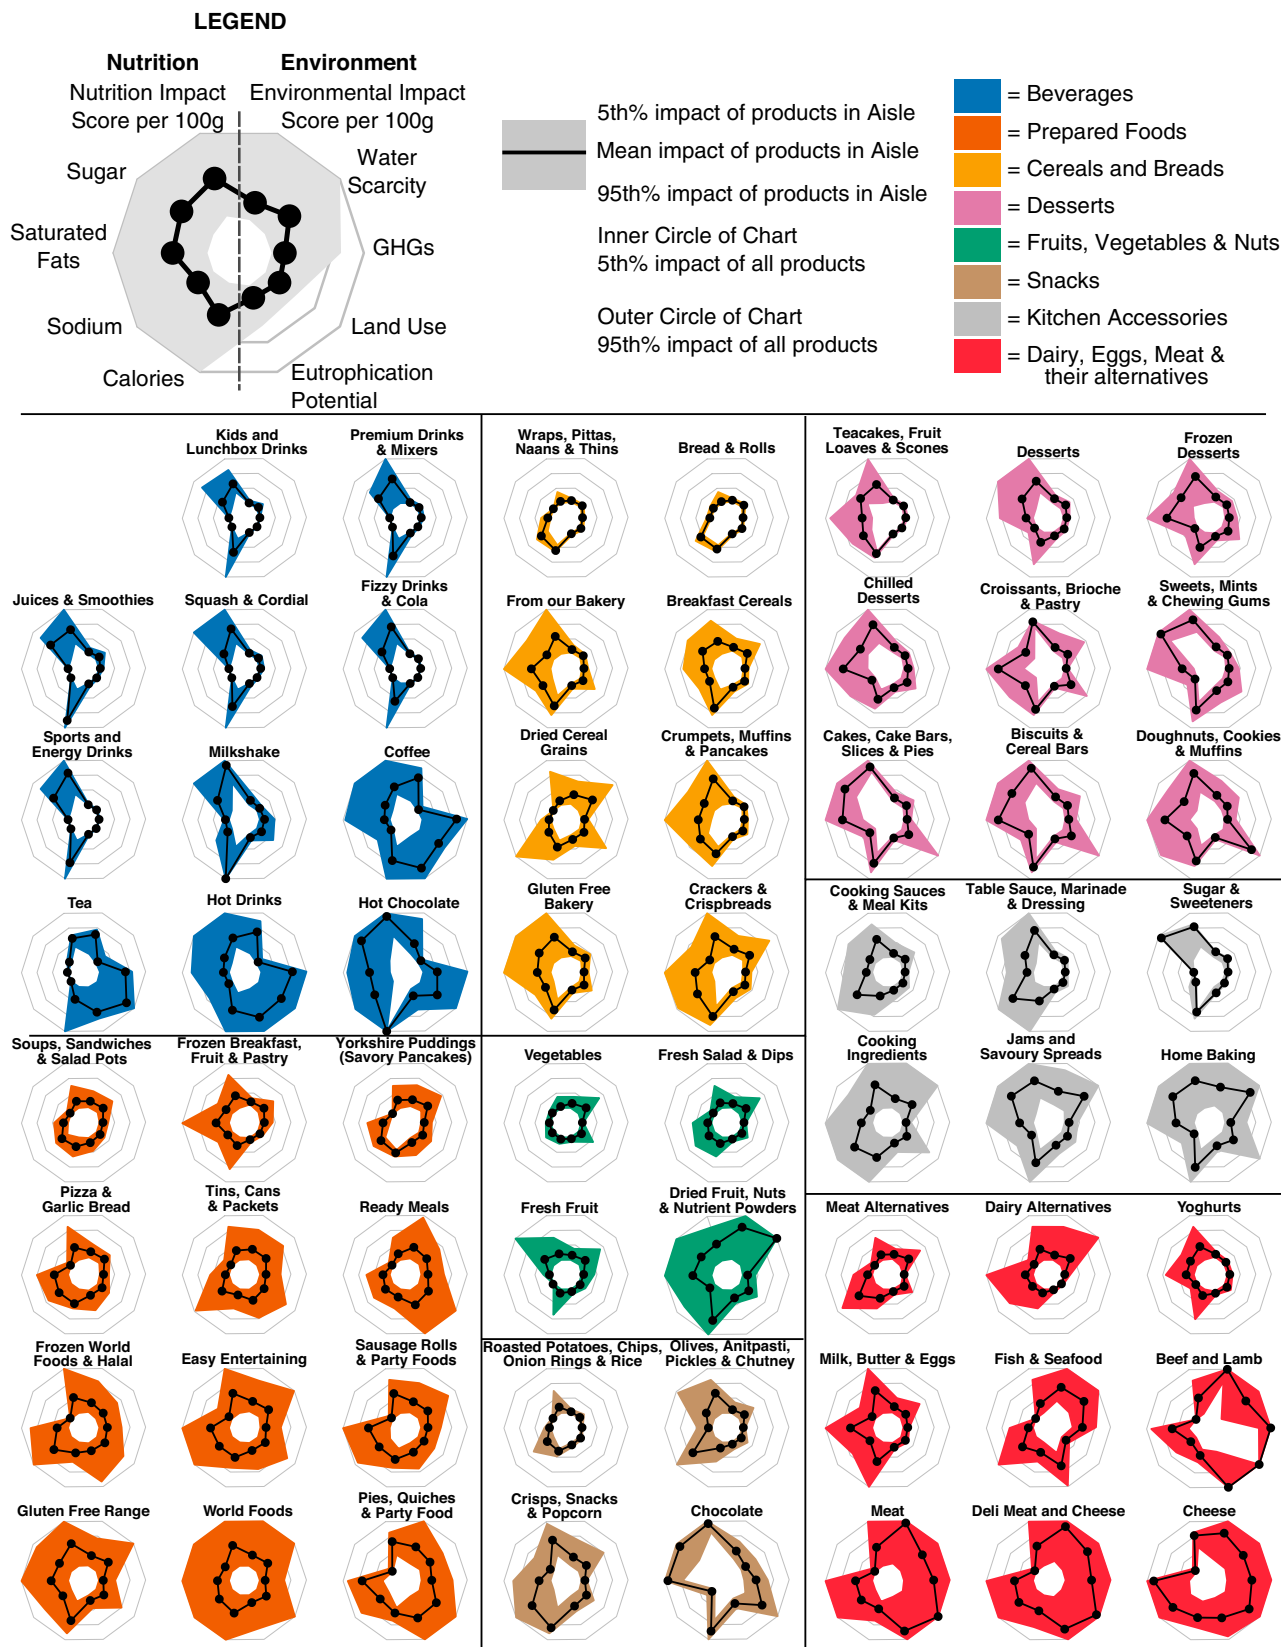 LEGEND
Nutrition
Environment
Nutrition Impact
Score per 100g
Environmental Impact
Score per 100g
Sugar
Water
Scarcity
Saturated
Fats
GHGs
Sodium
Land Use
Calories
Eutrophication
Potential
5th% impact of products in Aisle
Mean impact of products in Aisle
95th% impact of products in Aisle
Inner Circle of Chart
5th% impact of all products
Outer Circle of Chart
95th% impact of all products
= Beverages
= Prepared Foods
= Cereals and Breads
= Desserts
= Fruits, Vegetables & Nuts
= Snacks
= Kitchen Accessories
= Dairy, Eggs, Meat &
their alternatives
Kids and
Lunchbox Drinks
Premium Drinks
& Mixers
Juices & Smoothies
Squash & Cordial
Fizzy Drinks
& Cola
Sports and
Energy Drinks
Milkshake
Coffee
Tea
Hot Drinks
Hot Chocolate
Wraps, Pittas,
Naans & Thins
Bread & Rolls
From our Bakery
Breakfast Cereals
Dried Cereal
Grains
Crumpets, Muffins
& Pancakes
Gluten Free
Bakery
Crackers &
Crispbreads
Teacakes, Fruit
Loaves & Scones
Desserts
Frozen
Desserts
Chilled
Desserts
Croissants, Brioche
& Pastry
Sweets, Mints
& Chewing Gums
Cakes, Cake Bars,
Slices & Pies
Biscuits &
Cereal Bars
Doughnuts, Cookies
& Muffins
Cooking Sauces
& Meal Kits
Table Sauce, Marinade
& Dressing
Sugar &
Sweeteners
Cooking
Ingredients
Jams and
Savoury Spreads
Home Baking
Soups, Sandwiches
& Salad Pots
Frozen Breakfast,
Fruit & Pastry
Yorkshire Puddings
(Savory Pancakes)
Pizza &
Garlic Bread
Tins, Cans
& Packets
Ready Meals
Frozen World
Foods & Halal
Easy Entertaining
Sausage Rolls
& Party Foods
Gluten Free Range
World Foods
Pies, Quiches
& Party Food
Vegetables
Fresh Salad & Dips
Fresh Fruit
Dried Fruit, Nuts
& Nutrient Powders
Roasted Potatoes, Chips,
Onion Rings & Rice
Olives, Anitpasti,
Pickles & Chutney
Crisps, Snacks
& Popcorn
Chocolate
Meat Alternatives
Dairy Alternatives
Yoghurts
Milk, Butter & Eggs
Fish & Seafood
Beef and Lamb
Meat
Deli Meat and Cheese
Cheese